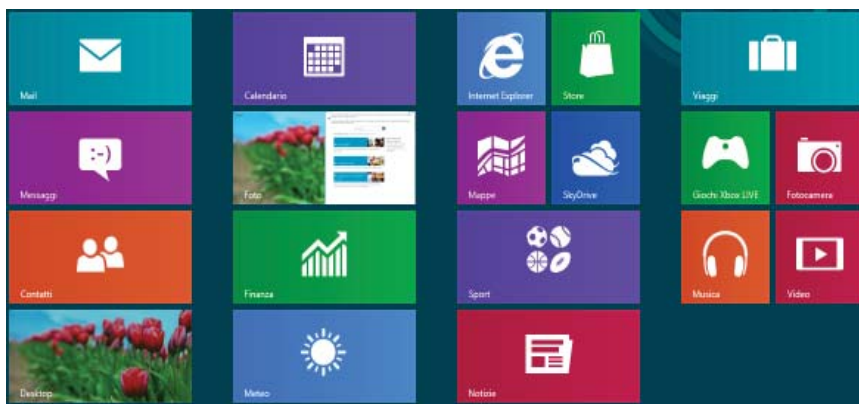 Mail
Calendario
Internet Explorer
Store
Viaggi
Messaggi
Foto
Mappe
SkyDrive
Giochi Xbox LIVE
Fotocamera
Contatti
Finanza
Sport
Musica
Video
Desktop
Meteo
Notizie